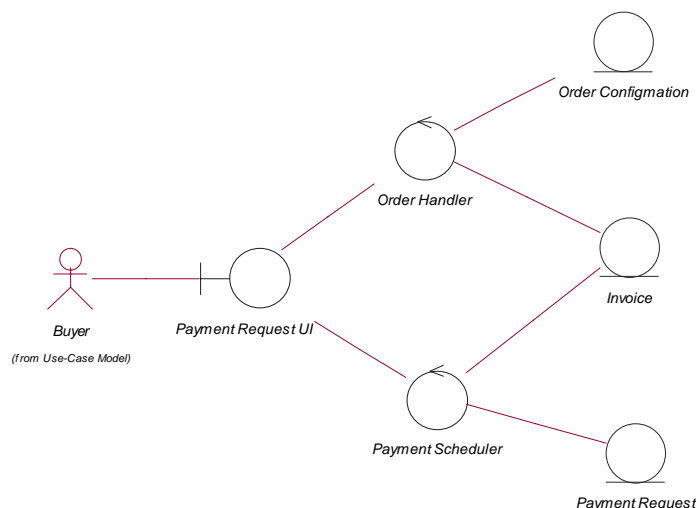 Order Configmation
Order Handler
Invoice
Buyer
(from Use-Case Model)
Payment Request UI
Payment Scheduler
Payment Request